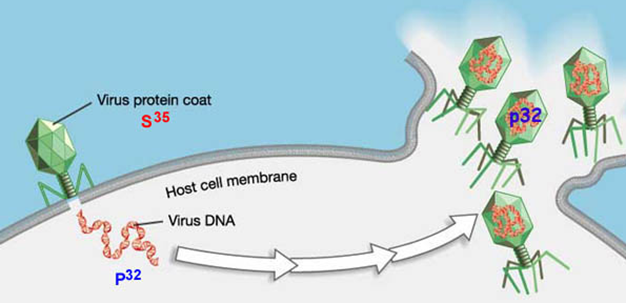 Virus protein coat
S³⁵
Host cell membrane
Virus DNA
P³²
p32